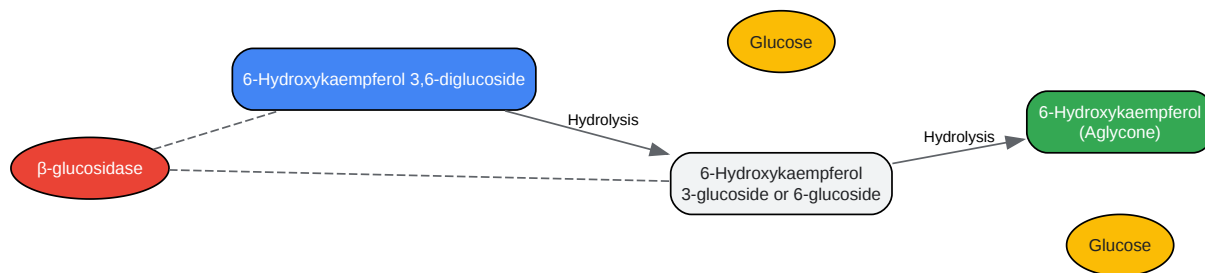 Glucose
6-Hydroxykaempferol 3,6-diglucoside
Hydrolysis
β-glucosidase
6-Hydroxykaempferol
3-glucoside or 6-glucoside
Hydrolysis
6-Hydroxykaempferol
(Aglycone)
Glucose